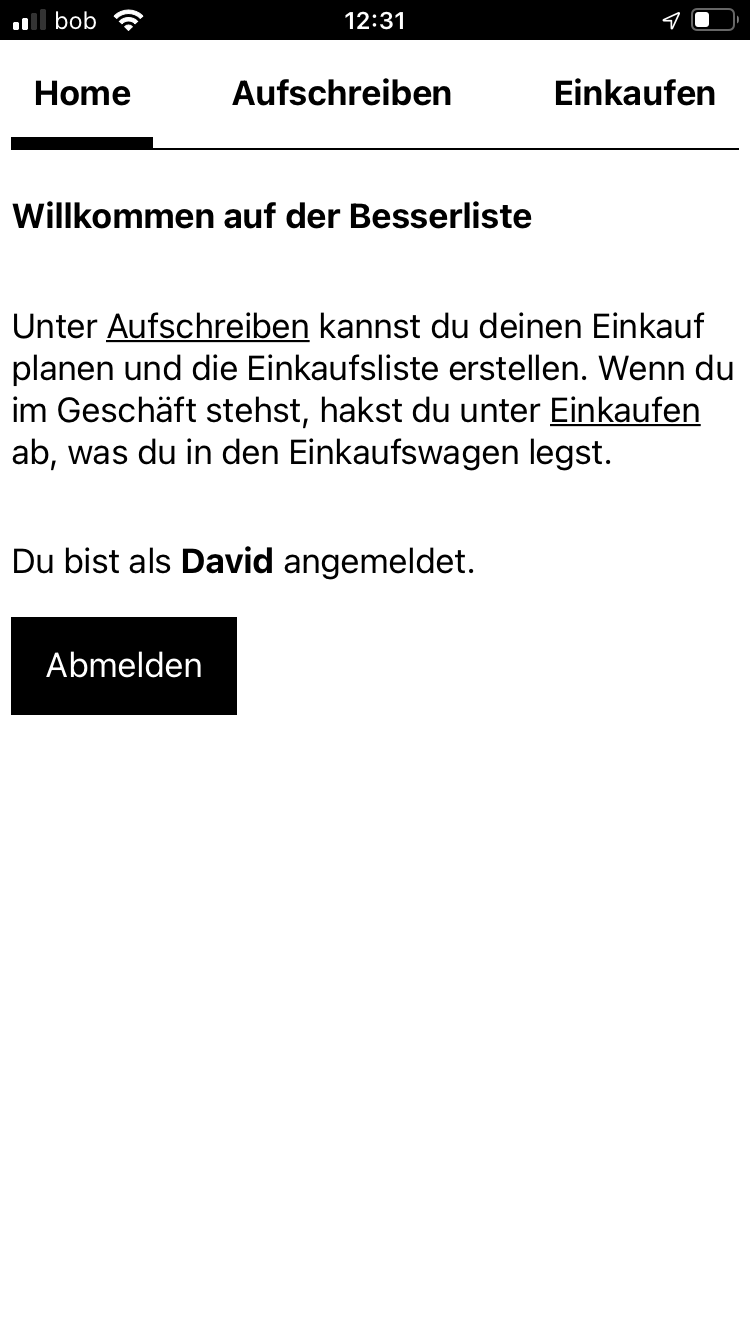 bob 12:31
Home Aufschreiben Einkaufen
Willkommen auf der Besserliste
Unter Aufschreiben kannst du deinen Einkauf
planen und die Einkaufsliste erstellen. Wenn du
im Geschäft stehst, hakst du unter Einkaufen
ab, was du in den Einkaufswagen legst.
Du bist als David angemeldet.
Abmelden